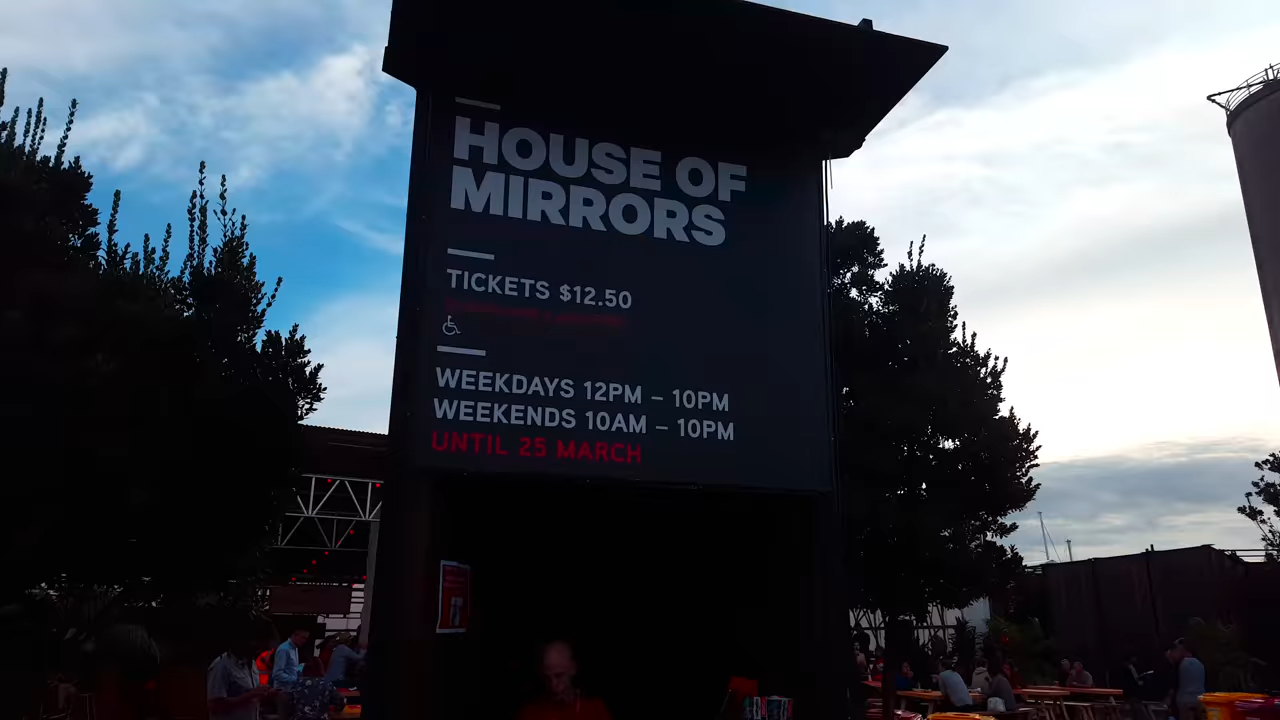 HOUSE OF
MIRRORS
TICKETS $12.50
WEEKDAYS 12PM – 10PM
WEEKENDS 10AM – 10PM
UNTIL 25 MARCH